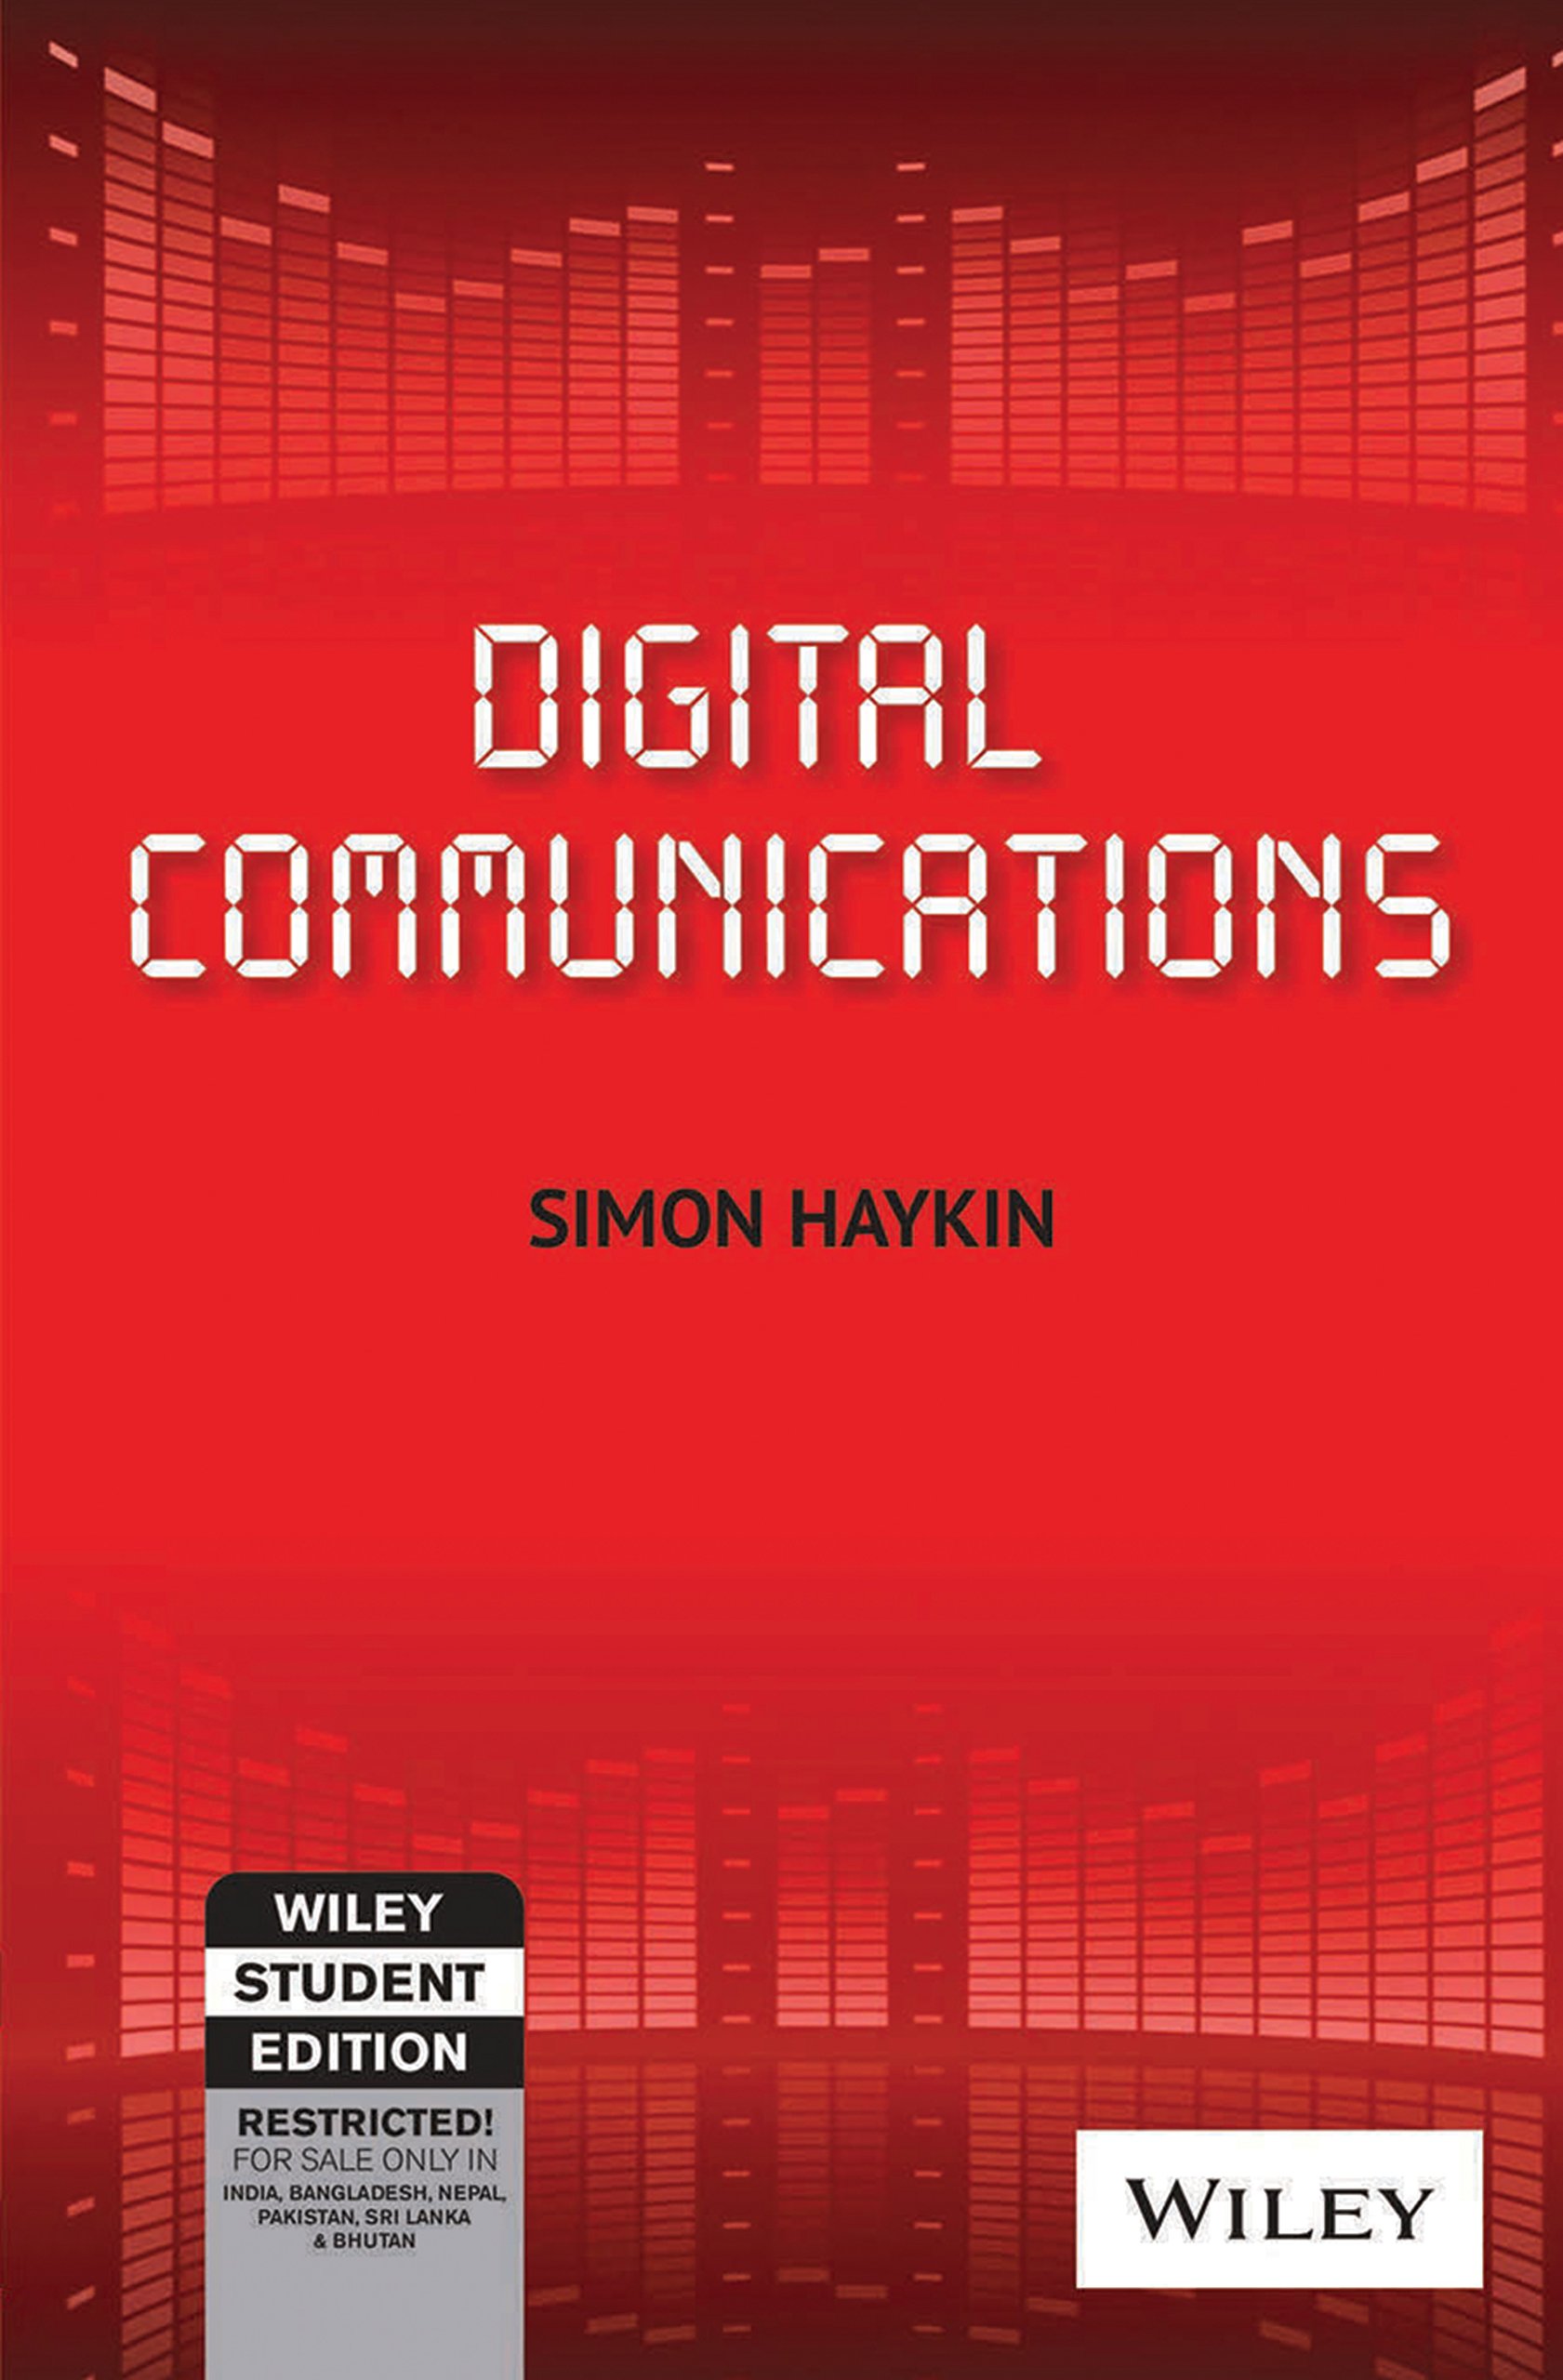 DIGITAL
COMMUNICATIONS
SIMON HAYKIN
WILEY
STUDENT
EDITION
RESTRICTED!
FOR SALE ONLY IN
INDIA, BANGLADESH, NEPAL,
PAKISTAN, SRI LANKA
& BHUTAN
WILEY